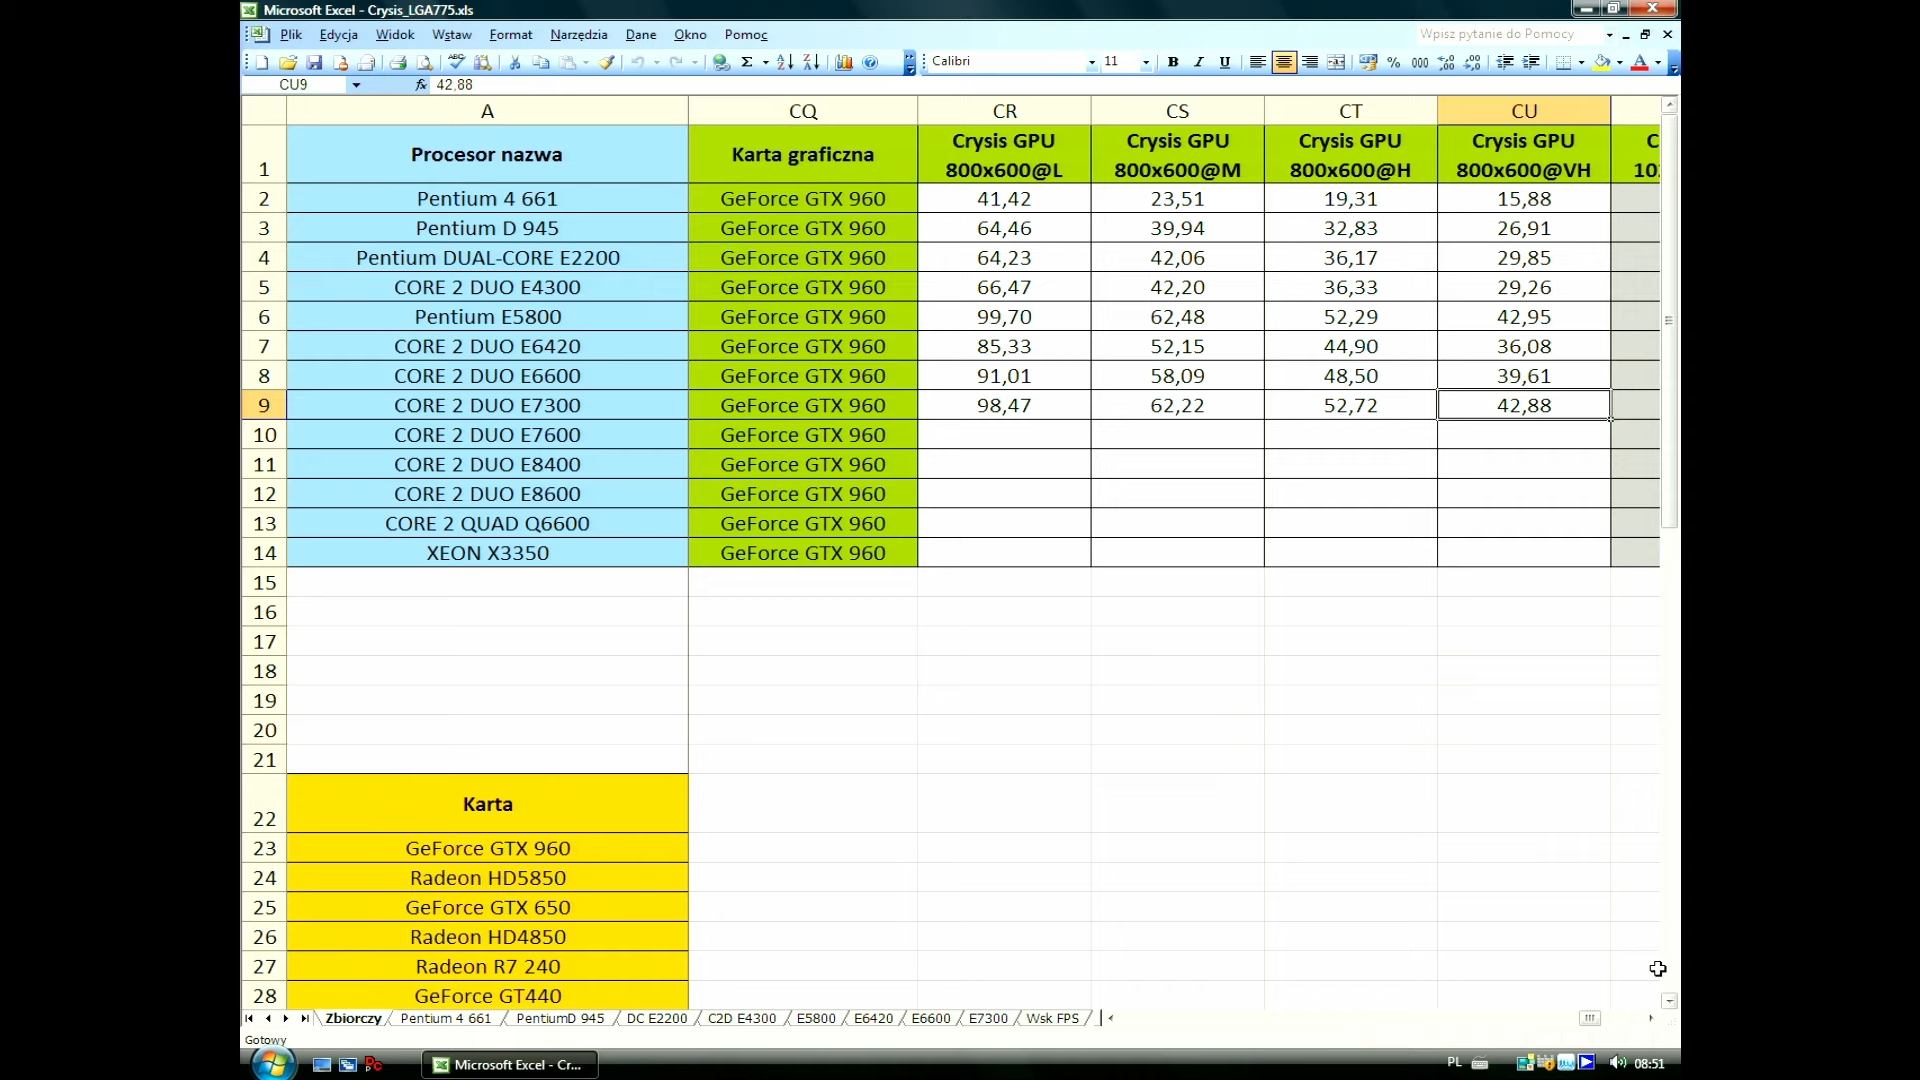 Microsoft Excel - Crysis_LGA775.xls
Plik Edycja Widok Wstaw Format Narzędzia Dane Okno Pomoc Wpisz pytanie do Pomocy
Calibri 11 B I U % 000
CU9 fx 42,88
A CQ CR CS CT CU
1 Procesor nazwa Karta graficzna Crysis GPU 800x600@L Crysis GPU 800x600@M Crysis GPU 800x600@H Crysis GPU 800x600@VH C 10
2 Pentium 4 661 GeForce GTX 960 41,42 23,51 19,31 15,88
3 Pentium D 945 GeForce GTX 960 64,46 39,94 32,83 26,91
4 Pentium DUAL-CORE E2200 GeForce GTX 960 64,23 42,06 36,17 29,85
5 CORE 2 DUO E4300 GeForce GTX 960 66,47 42,20 36,33 29,26
6 Pentium E5800 GeForce GTX 960 99,70 62,48 52,29 42,95
7 CORE 2 DUO E6420 GeForce GTX 960 85,33 52,15 44,90 36,08
8 CORE 2 DUO E6600 GeForce GTX 960 91,01 58,09 48,50 39,61
9 CORE 2 DUO E7300 GeForce GTX 960 98,47 62,22 52,72 42,88
10 CORE 2 DUO E7600 GeForce GTX 960
11 CORE 2 DUO E8400 GeForce GTX 960
12 CORE 2 DUO E8600 GeForce GTX 960
13 CORE 2 QUAD Q6600 GeForce GTX 960
14 XEON X3350 GeForce GTX 960
15
16
17
18
19
20
21
22 Karta
23 GeForce GTX 960
24 Radeon HD5850
25 GeForce GTX 650
26 Radeon HD4850
27 Radeon R7 240
28 GeForce GT440
Zbiorczy Pentium 4 661 PentiumD 945 DC E2200 C2D E4300 E5800 E6420 E6600 E7300 Wsk FPS
Gotowy
Microsoft Excel - Cr... PL 08:51